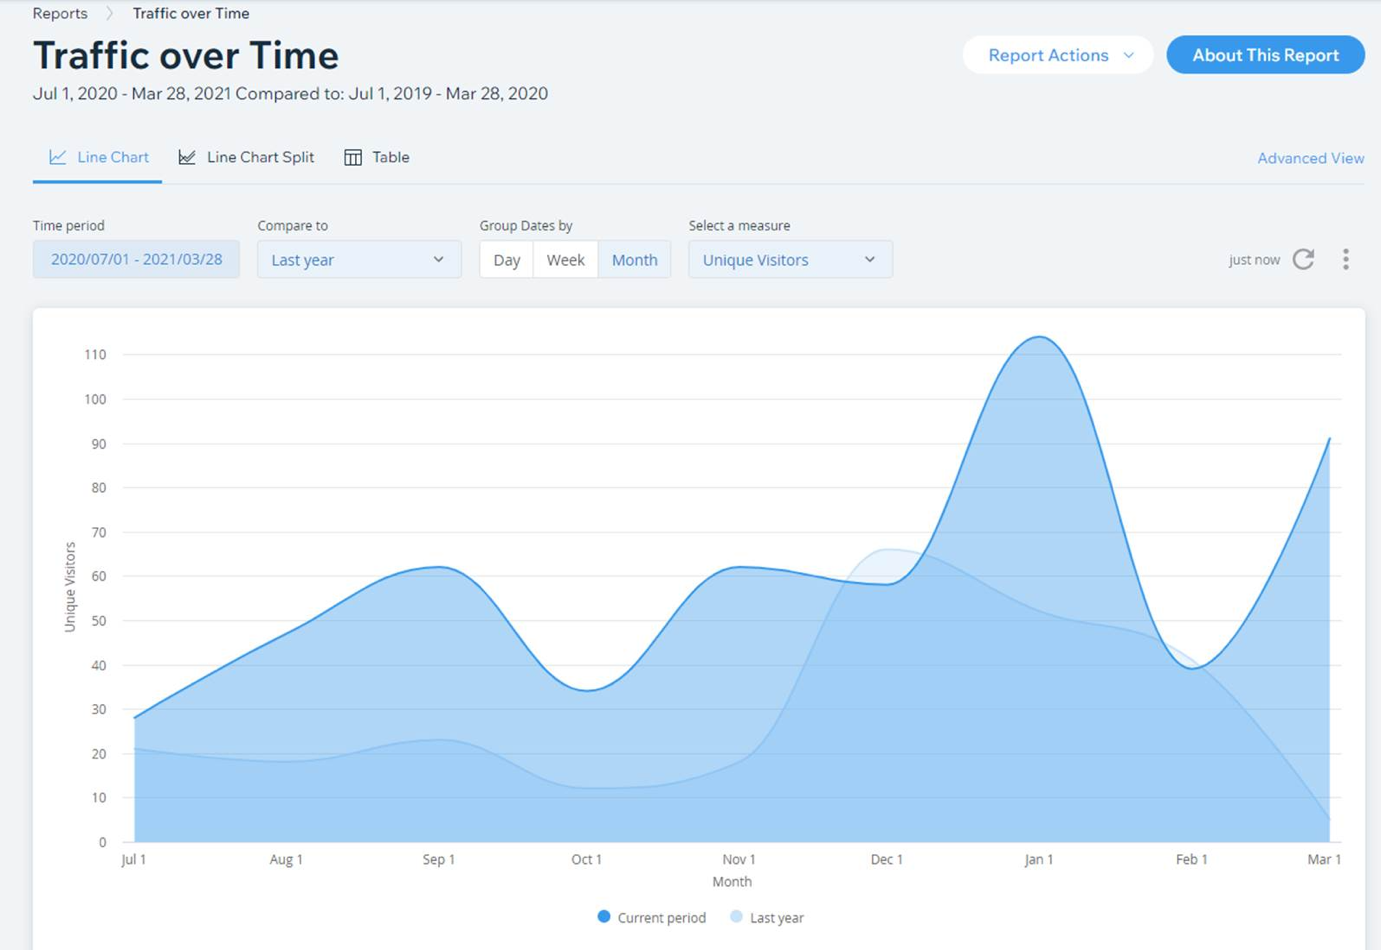 Reports > Traffic over Time
Traffic over Time
Report Actions
About This Report
Jul 1, 2020 - Mar 28, 2021 Compared to: Jul 1, 2019 - Mar 28, 2020
Line Chart
Line Chart Split
Table
Advanced View
Time period
Compare to
Group Dates by
Select a measure
2020/07/01 - 2021/03/28
Last year
Day
Week
Month
Unique Visitors
just now
110
100
90
80
70
60
50
40
30
20
10
0
Unique Visitors
Jul 1
Aug 1
Sep 1
Oct 1
Nov 1
Dec 1
Jan 1
Feb 1
Mar 1
Month
Current period
Last year